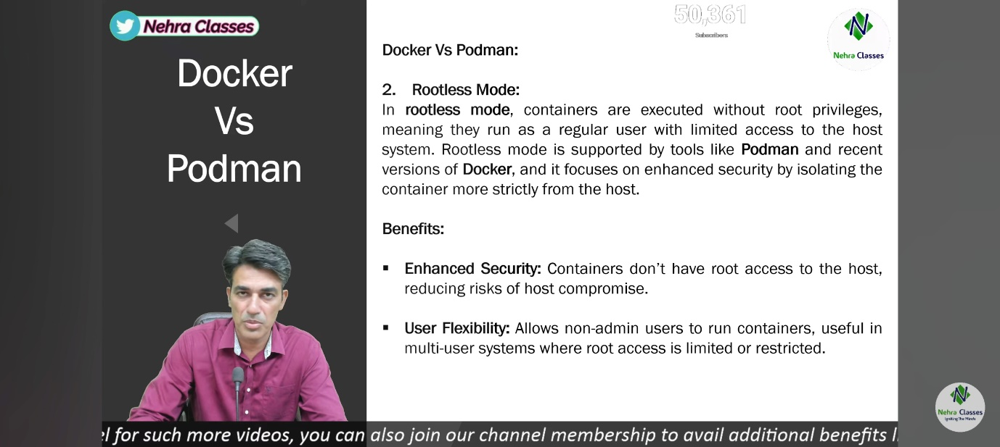 Nehra Classes
Docker
Vs
Podman
50,361
Subscribers
Nehra Classes
Docker Vs Podman:
2. Rootless Mode:
In rootless mode, containers are executed without root privileges,
meaning they run as a regular user with limited access to the host
system. Rootless mode is supported by tools like Podman and recent
versions of Docker, and it focuses on enhanced security by isolating the
container more strictly from the host.
Benefits:
▪ Enhanced Security: Containers don't have root access to the host,
reducing risks of host compromise.
▪ User Flexibility: Allows non-admin users to run containers, useful in
multi-user systems where root access is limited or restricted.
Nehra Classes
Igniting The Minds
for such more videos, you can also join our channel membership to avail additional benefits